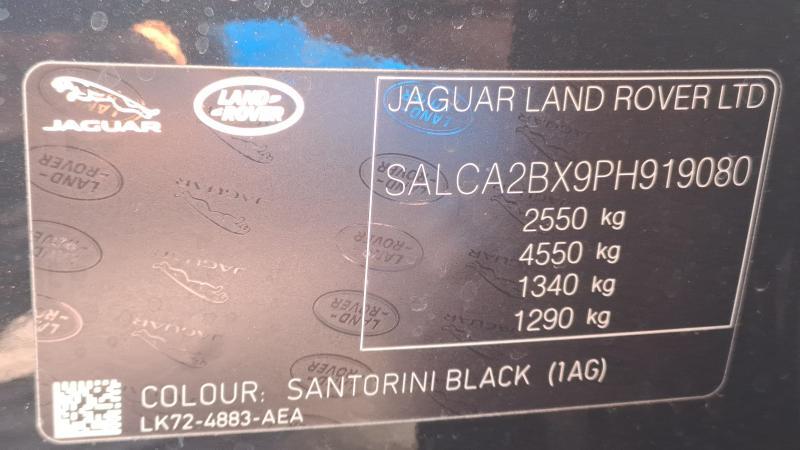 JAGUAR
LAND-
-ROVER
JAGUAR LAND ROVER LTD
SALCA2BX9PH919080
2550 kg
4550 kg
1340 kg
1290 kg
COLOUR: SANTORINI BLACK (1AG)
LK72-4883-AEA